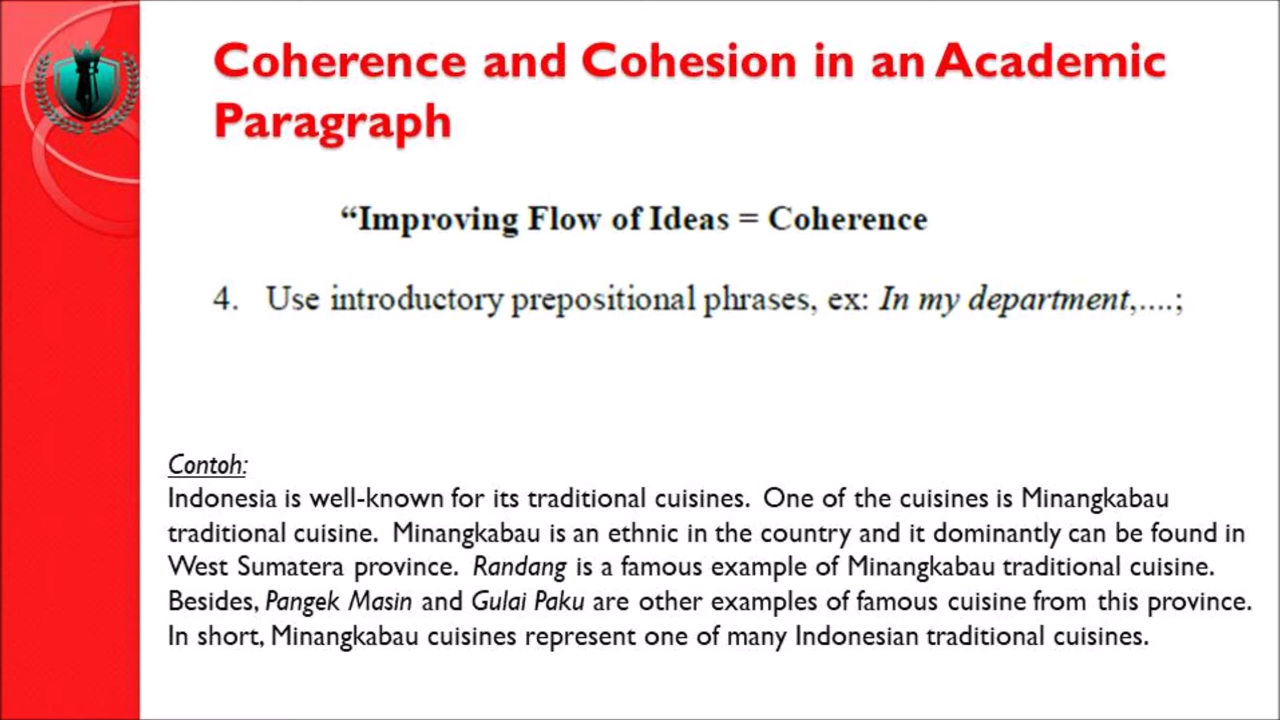 Coherence and Cohesion in an Academic
Paragraph
“Improving Flow of Ideas = Coherence
4. Use introductory prepositional phrases, ex: In my department,....;
Contoh:
Indonesia is well-known for its traditional cuisines. One of the cuisines is Minangkabau
traditional cuisine. Minangkabau is an ethnic in the country and it dominantly can be found in
West Sumatera province. Randang is a famous example of Minangkabau traditional cuisine.
Besides, Pangek Masin and Gulai Paku are other examples of famous cuisine from this province.
In short, Minangkabau cuisines represent one of many Indonesian traditional cuisines.